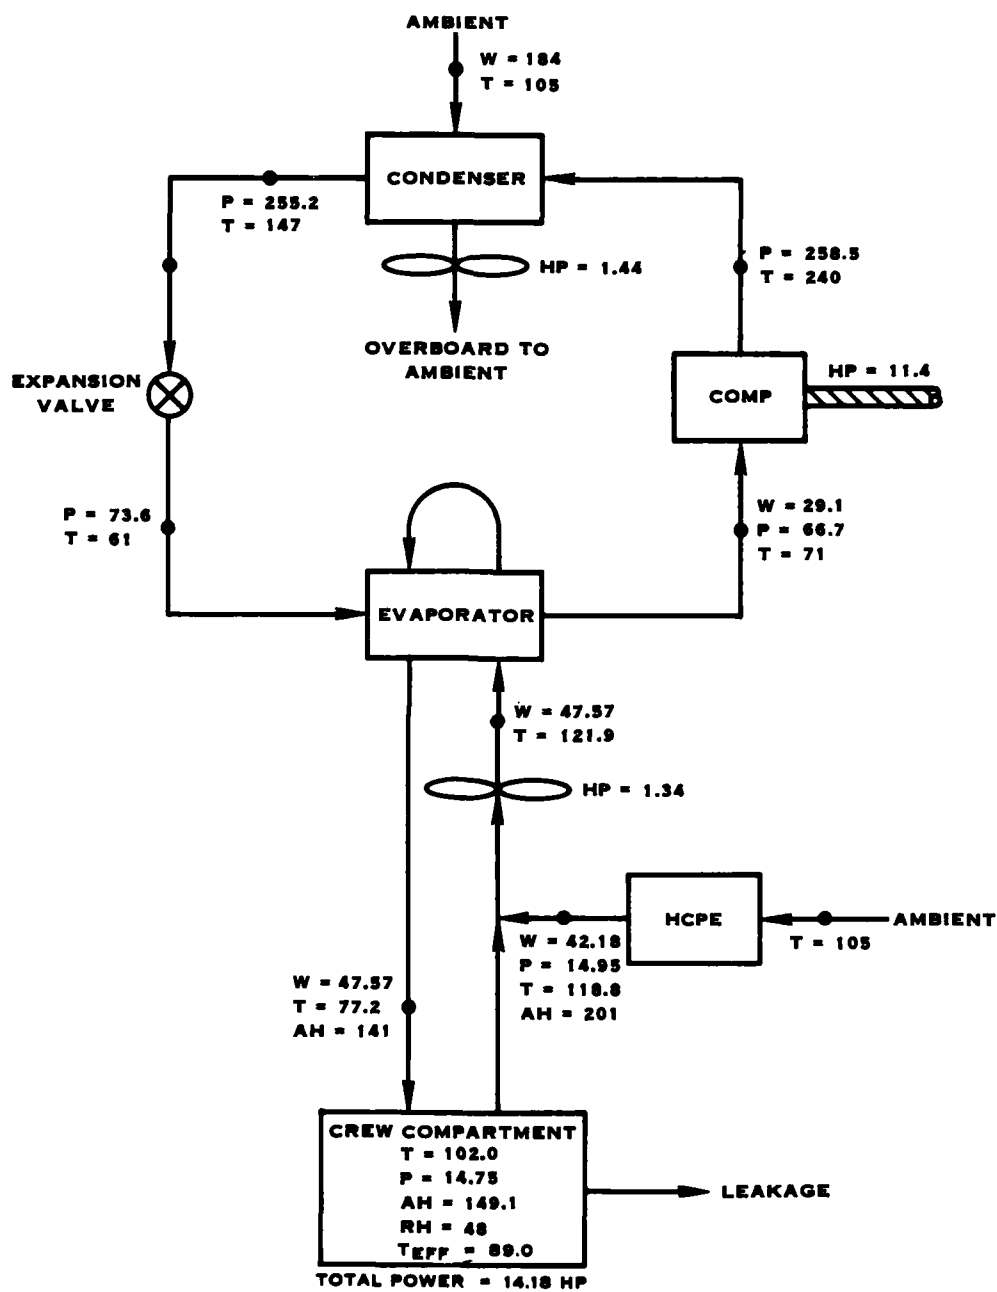 AMBIENT
W = 184
T = 105
CONDENSER
P = 255.2
T = 147
HP = 1.44
P = 258.5
T = 240
OVERBOARD TO
AMBIENT
EXPANSION
VALVE
HP = 11.4
COMP
P = 73.6
T = 61
W = 29.1
P = 66.7
T = 71
EVAPORATOR
W = 47.57
T = 121.9
HP = 1.34
HCPE
AMBIENT
T = 105
W = 42.18
P = 14.95
T = 118.8
AH = 201
W = 47.57
T = 77.2
AH = 141
CREW COMPARTMENT
T = 102.0
P = 14.75
AH = 149.1
RH = 48
TEFF = 89.0
LEAKAGE
TOTAL POWER = 14.18 HP